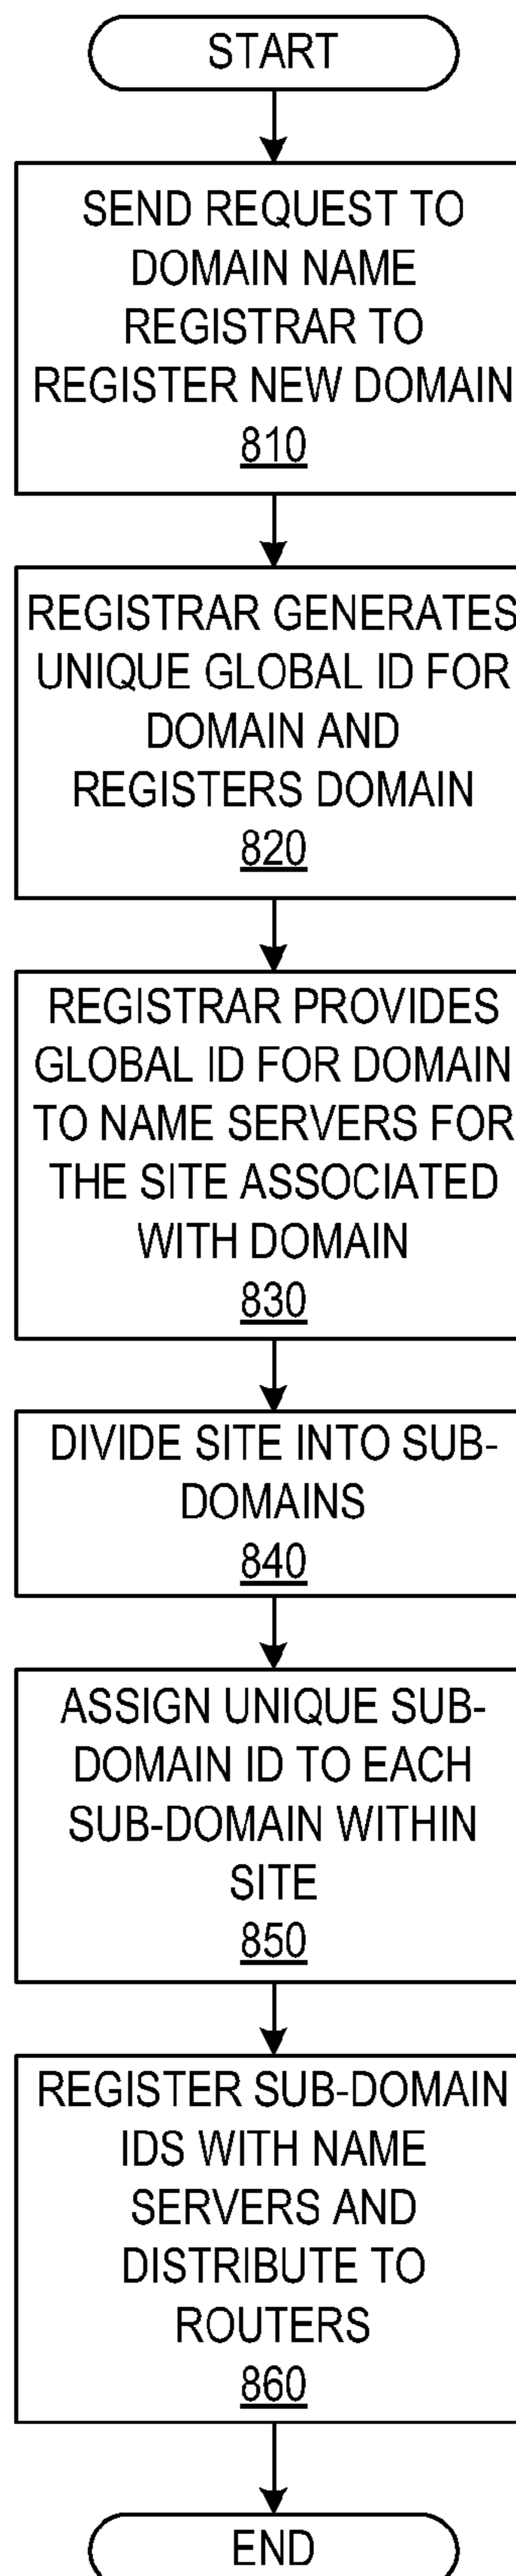 START
SEND REQUEST TO
DOMAIN NAME
REGISTRAR TO
REGISTER NEW DOMAIN
810
REGISTRAR GENERATES
UNIQUE GLOBAL ID FOR
DOMAIN AND
REGISTERS DOMAIN
820
REGISTRAR PROVIDES
GLOBAL ID FOR DOMAIN
TO NAME SERVERS FOR
THE SITE ASSOCIATED
WITH DOMAIN
830
DIVIDE SITE INTO SUB-
DOMAINS
840
ASSIGN UNIQUE SUB-
DOMAIN ID TO EACH
SUB-DOMAIN WITHIN
SITE
850
REGISTER SUB-DOMAIN
IDS WITH NAME
SERVERS AND
DISTRIBUTE TO
ROUTERS
860
END